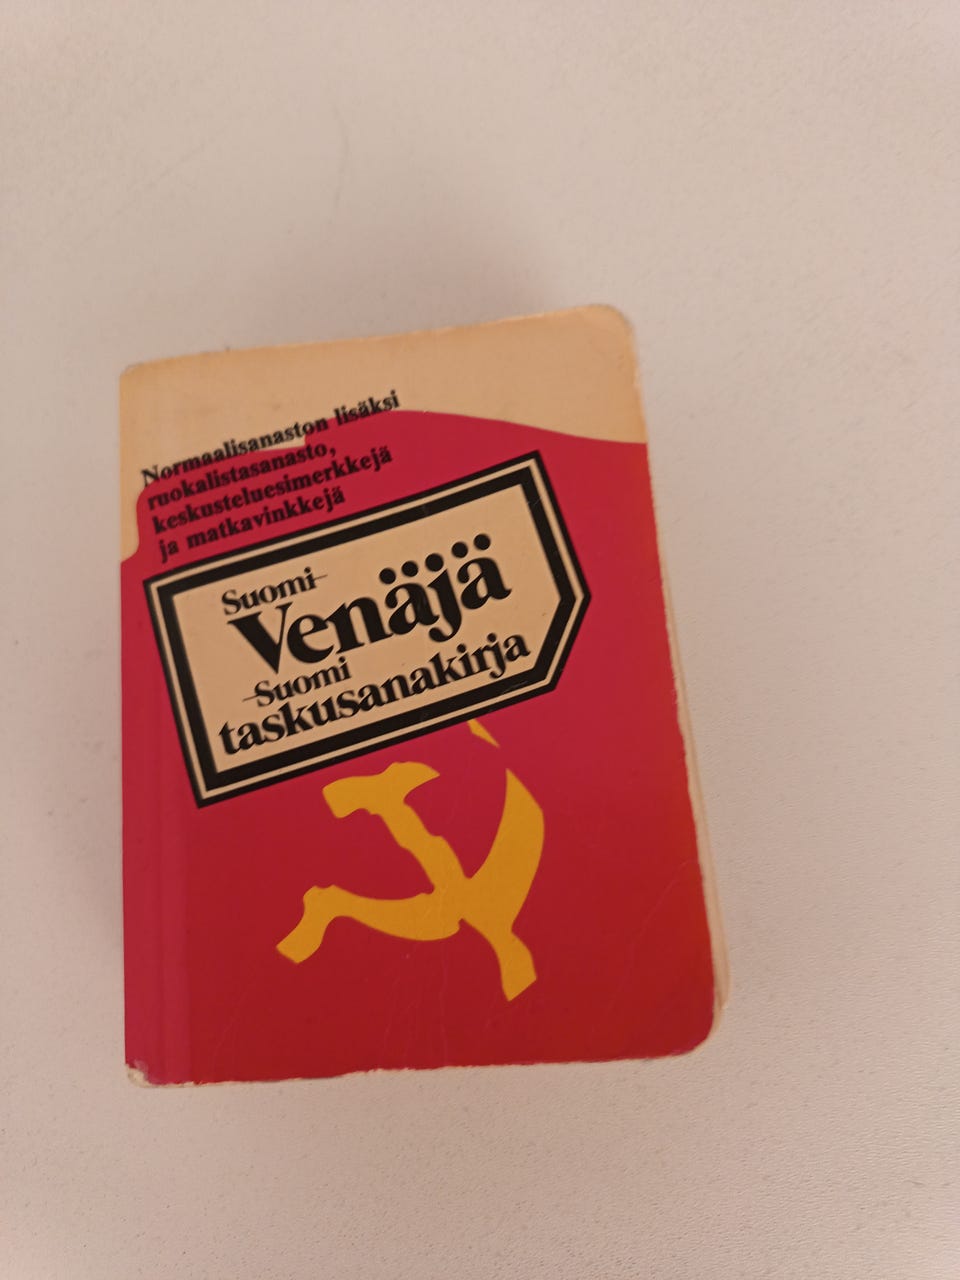 Normaalisanaston lisäksi
ruokalistasanasto,
keskusteluesimerkkejä
ja matkavinkkejä
Suomi-
Venäjä
-Suomi
taskusanakirja